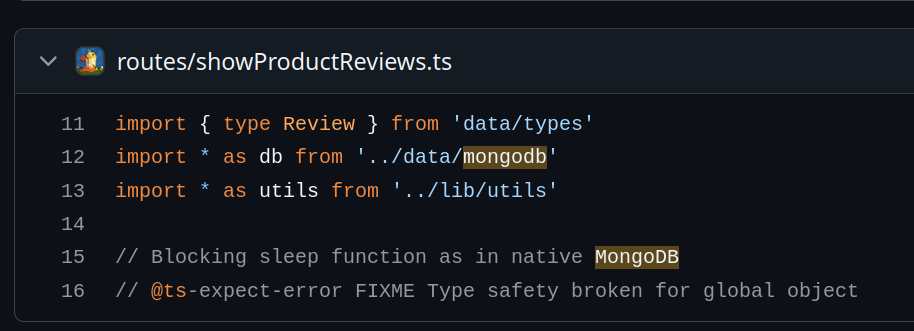 routes/showProductReviews.ts
11 import { type Review } from 'data/types'
12 import * as db from '../data/mongodb'
13 import * as utils from '../lib/utils'
14
15 // Blocking sleep function as in native MongoDB
16 // @ts-expect-error FIXME Type safety broken for global object